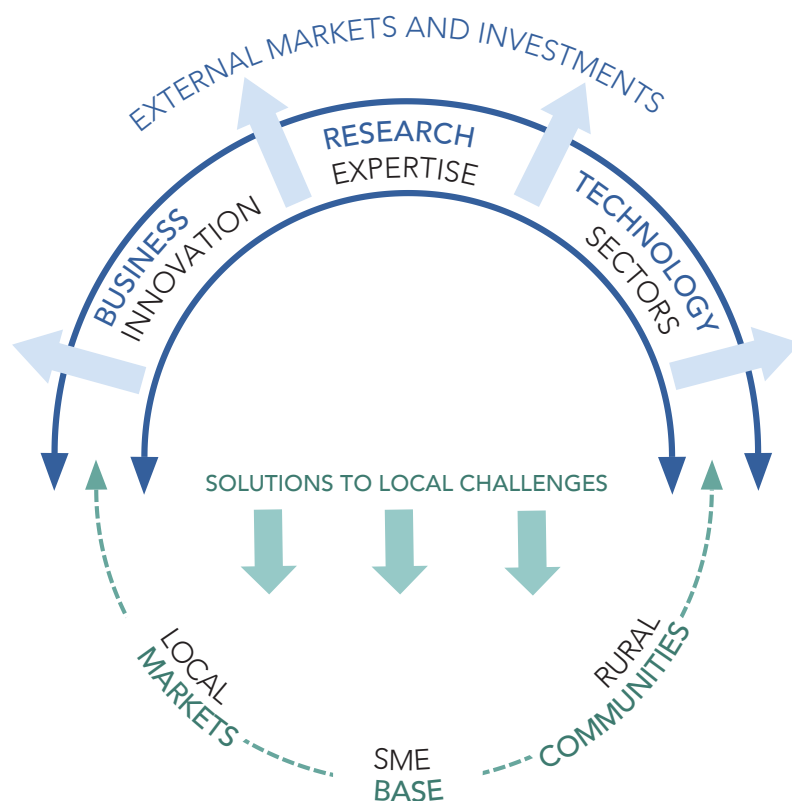 EXTERNAL MARKETS AND INVESTMENTS
RESEARCH
EXPERTISE
BUSINESS
INNOVATION
TECHNOLOGY
SECTORS
SOLUTIONS TO LOCAL CHALLENGES
LOCAL
MARKETS
RURAL
COMMUNITIES
SME
BASE